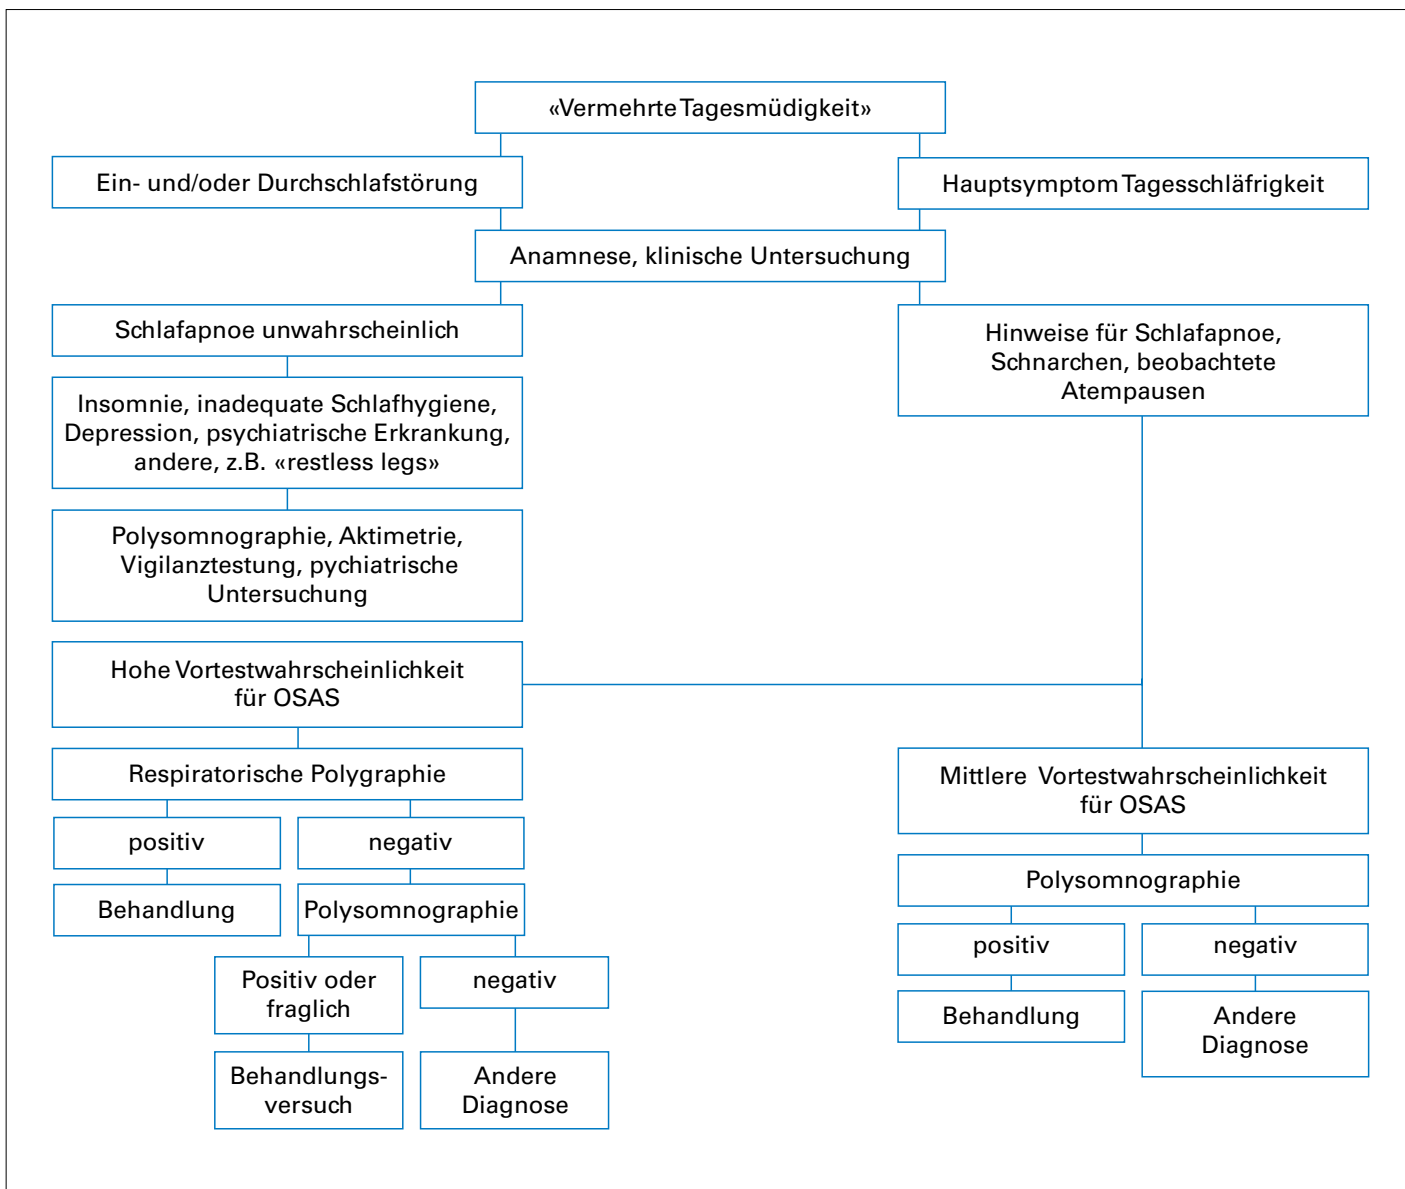 «Vermehrte Tagesmüdigkeit»
Ein- und/oder Durchschlafstörung
Hauptsymptom Tagesschläfrigkeit
Anamnese, klinische Untersuchung
Schlafapnoe unwahrscheinlich
Hinweise für Schlafapnoe,
Schnarchen, beobachtete
Atempausen
Insomnie, inadequate Schlafhygiene,
Depression, psychiatrische Erkrankung,
andere, z.B. «restless legs»
Polysomnographie, Aktimetrie,
Vigilanztestung, pychiatrische
Untersuchung
Hohe Vortestwahrscheinlichkeit
für OSAS
Respiratorische Polygraphie
positiv
negativ
Behandlung
Polysomnographie
Positiv oder
fraglich
negativ
Behandlungs-
versuch
Andere
Diagnose
Mittlere Vortestwahrscheinlichkeit
für OSAS
Polysomnographie
positiv
negativ
Behandlung
Andere
Diagnose